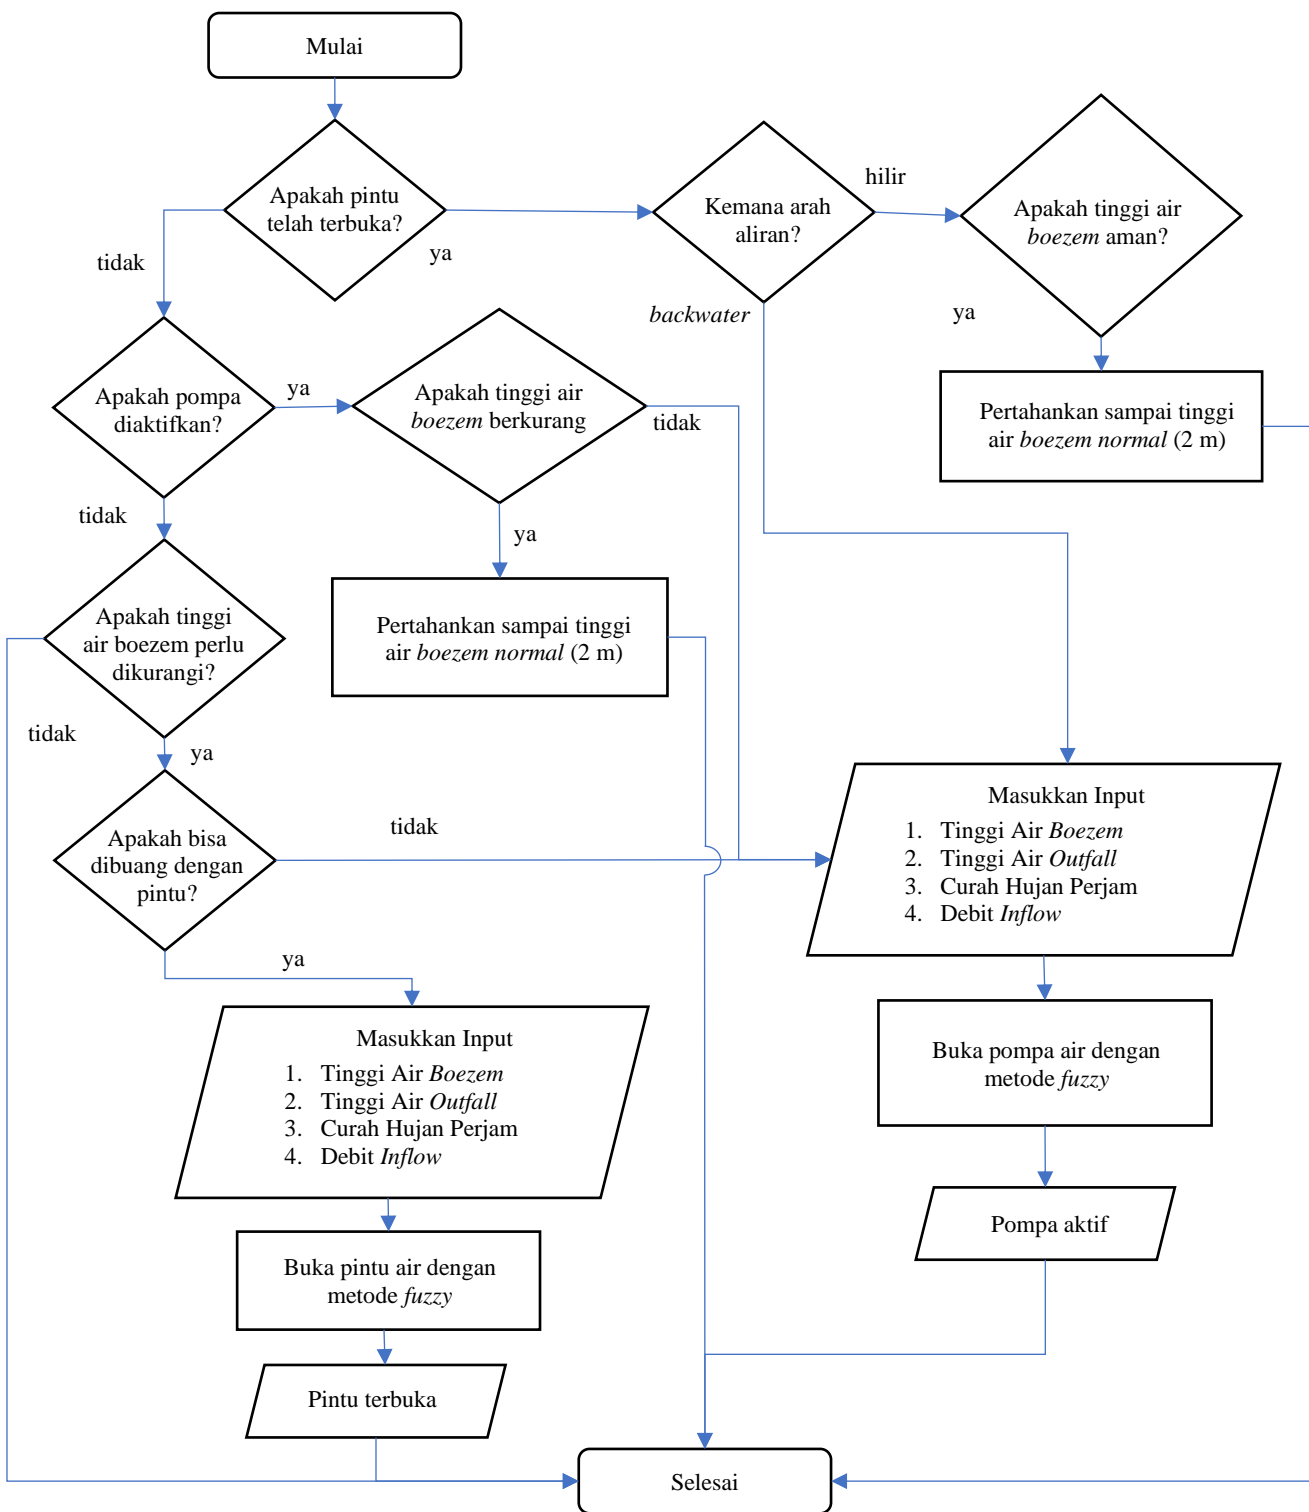 Mulai
Apakah pintu
telah terbuka?
ya
tidak
Kemana arah
aliran?
hilir
backwater
Apakah tinggi air
boezem aman?
ya
Pertahankan sampai tinggi
air boezem normal (2 m)
Apakah pompa
diaktifkan?
ya
tidak
Apakah tinggi air
boezem berkurang
tidak
ya
Pertahankan sampai tinggi
air boezem normal (2 m)
Apakah tinggi
air boezem perlu
dikurangi?
tidak
ya
Apakah bisa
dibuang dengan
pintu?
tidak
ya
Masukkan Input
1. Tinggi Air Boezem
2. Tinggi Air Outfall
3. Curah Hujan Perjam
4. Debit Inflow
Buka pompa air dengan
metode fuzzy
Pompa aktif
Masukkan Input
1. Tinggi Air Boezem
2. Tinggi Air Outfall
3. Curah Hujan Perjam
4. Debit Inflow
Buka pintu air dengan
metode fuzzy
Pintu terbuka
Selesai